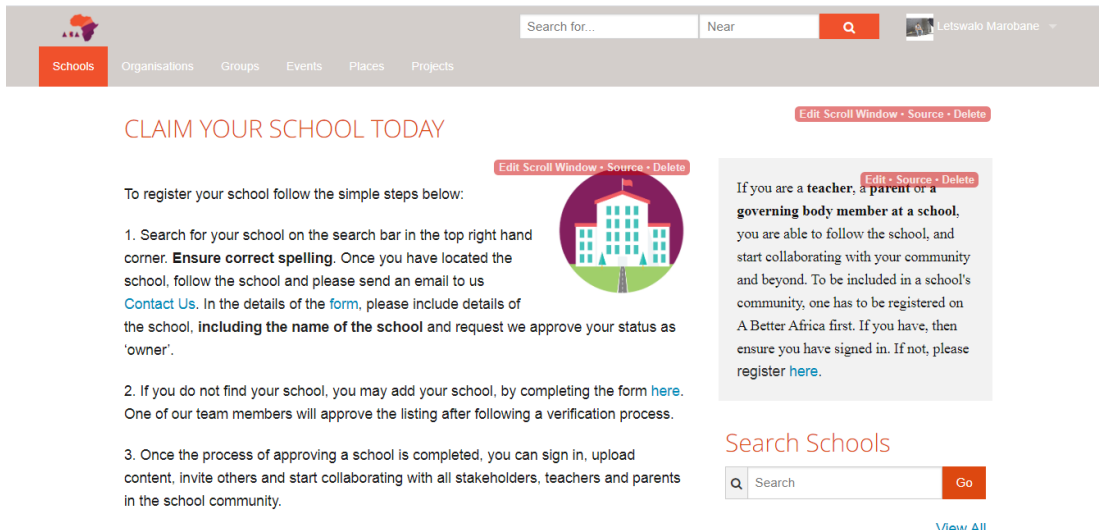 ABA
Search for...
Near
Letswalo Marobane
Schools
Organisations
Groups
Events
Places
Projects
Edit Scroll Window • Source • Delete
CLAIM YOUR SCHOOL TODAY
Edit Scroll Window • Source • Delete
To register your school follow the simple steps below:
1. Search for your school on the search bar in the top right hand
corner. Ensure correct spelling. Once you have located the
school, follow the school and please send an email to us
Contact Us. In the details of the form, please include details of
the school, including the name of the school and request we approve your status as
‘owner’.
2. If you do not find your school, you may add your school, by completing the form here.
One of our team members will approve the listing after following a verification process.
3. Once the process of approving a school is completed, you can sign in, upload
content, invite others and start collaborating with all stakeholders, teachers and parents
in the school community.
Edit • Source • Delete
If you are a teacher, a parent or a
governing body member at a school,
you are able to follow the school, and
start collaborating with your community
and beyond. To be included in a school's
community, one has to be registered on
A Better Africa first. If you have, then
ensure you have signed in. If not, please
register here.
Search Schools
Search
Go
View All